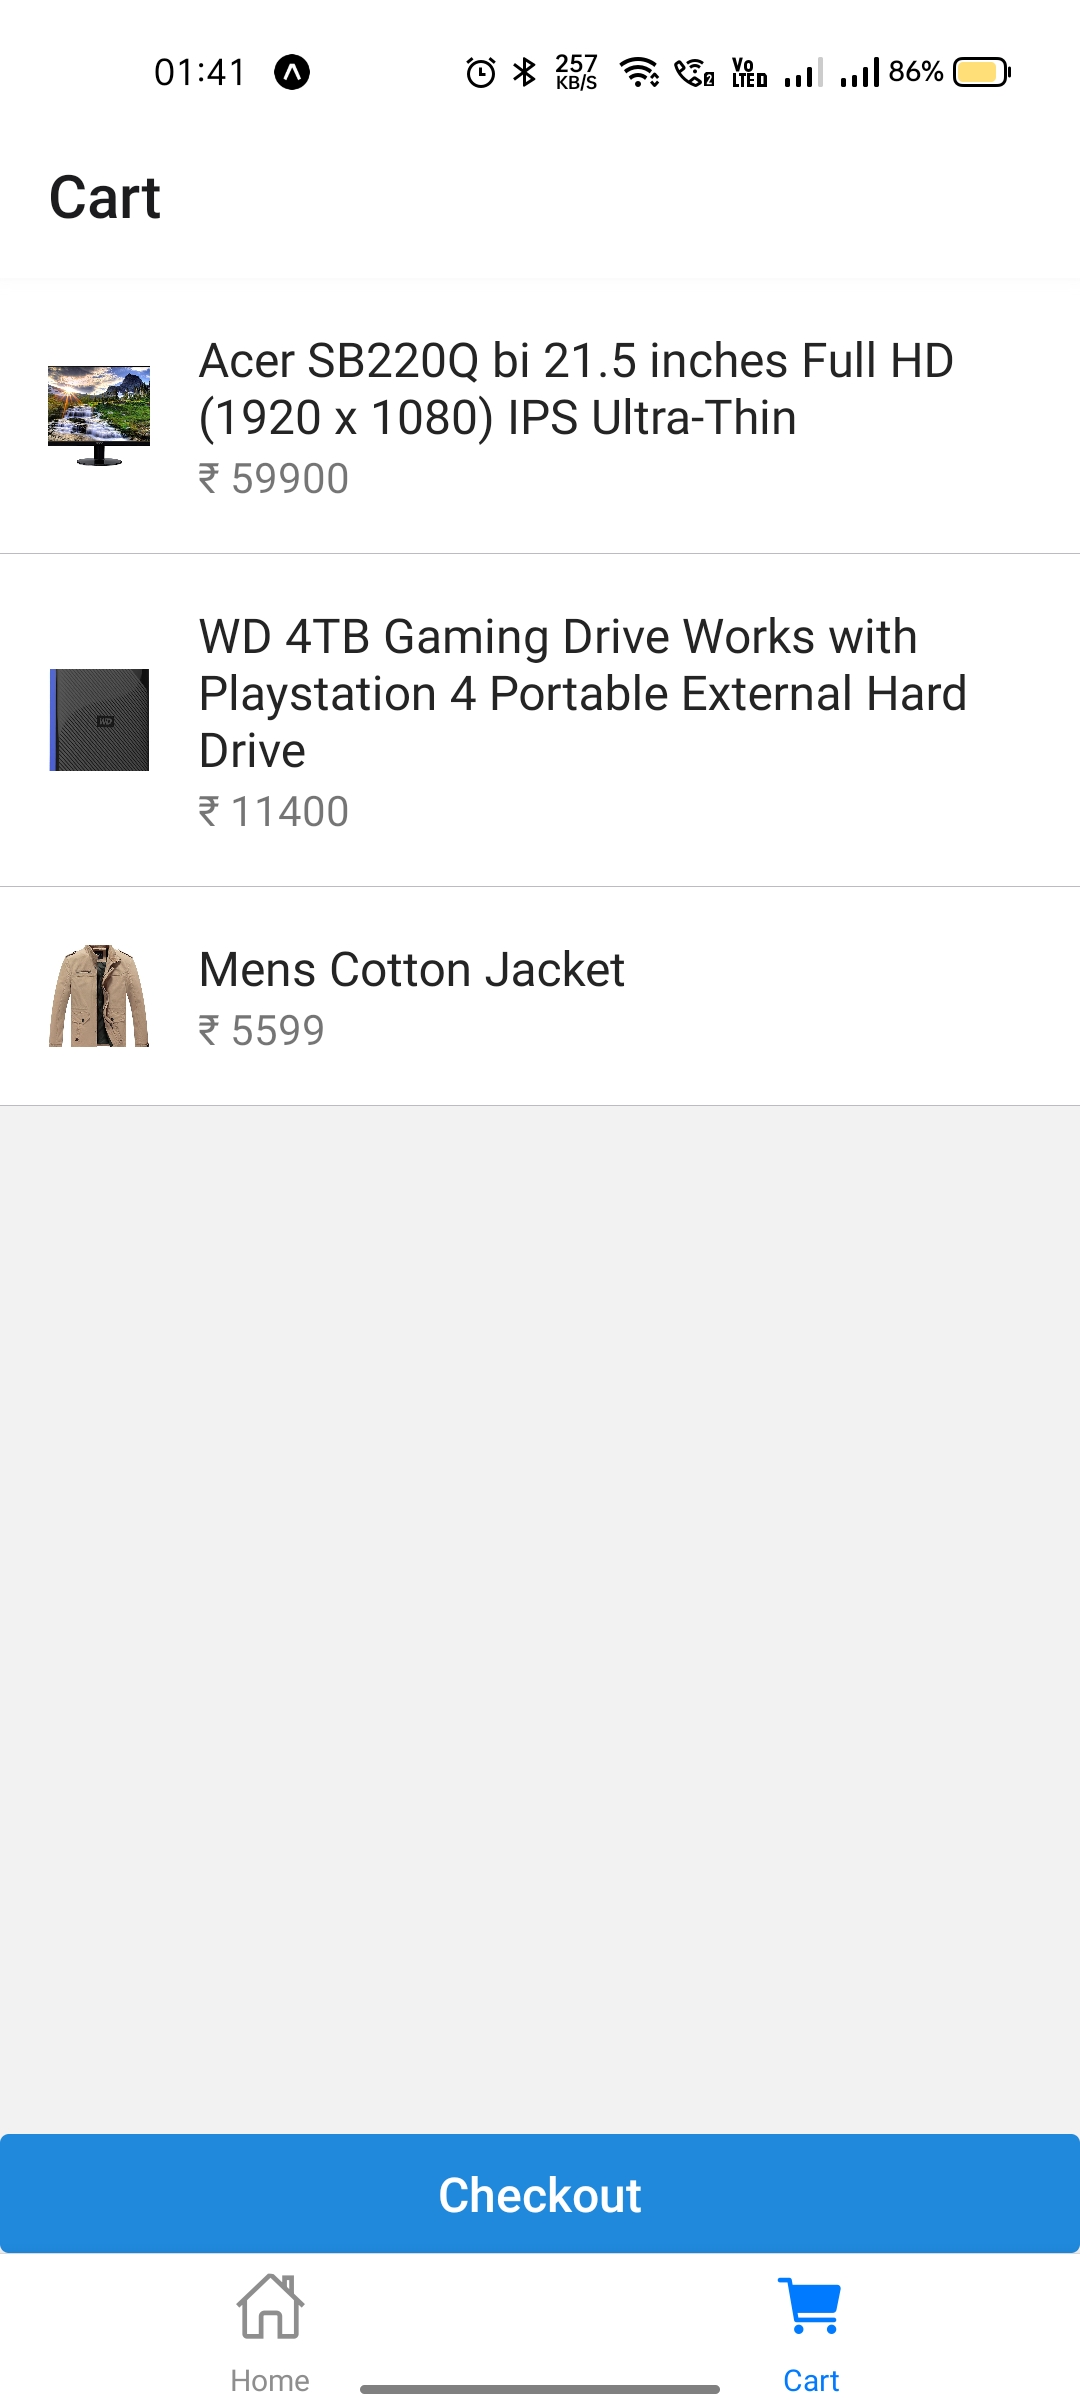 01:41
257
KB/S
2
Vo
LTE D
86%
Cart
Acer SB220Q bi 21.5 inches Full HD
(1920 x 1080) IPS Ultra-Thin
₹ 59900
WD 4TB Gaming Drive Works with
Playstation 4 Portable External Hard
Drive
₹ 11400
WD
Mens Cotton Jacket
₹ 5599
Checkout
Home
Cart